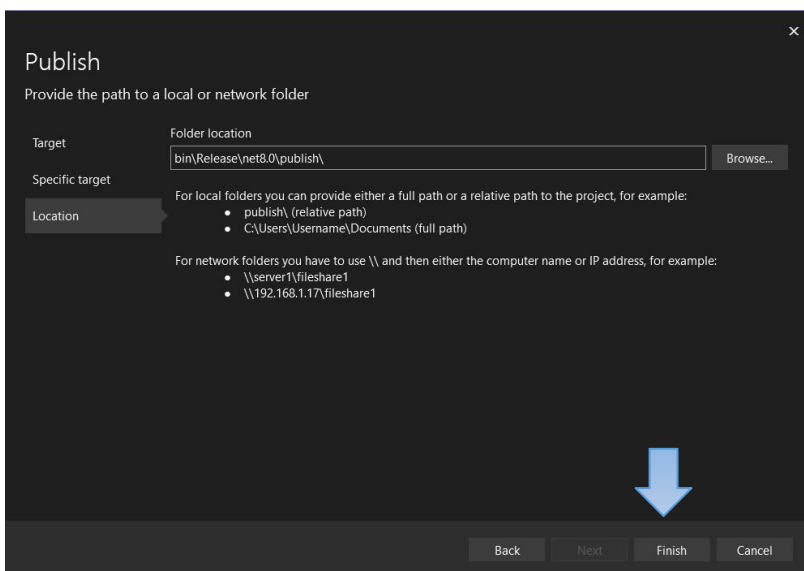 Publish
Provide the path to a local or network folder
Target
Specific target
Location
Folder location
bin\Release\net8.0\publish\
Browse...
For local folders you can provide either a full path or a relative path to the project, for example:
• publish\ (relative path)
• C:\Users\Username\Documents (full path)
For network folders you have to use \\ and then either the computer name or IP address, for example:
• \\server1\fileshare1
• \\192.168.1.17\fileshare1
Back
Next
Finish
Cancel